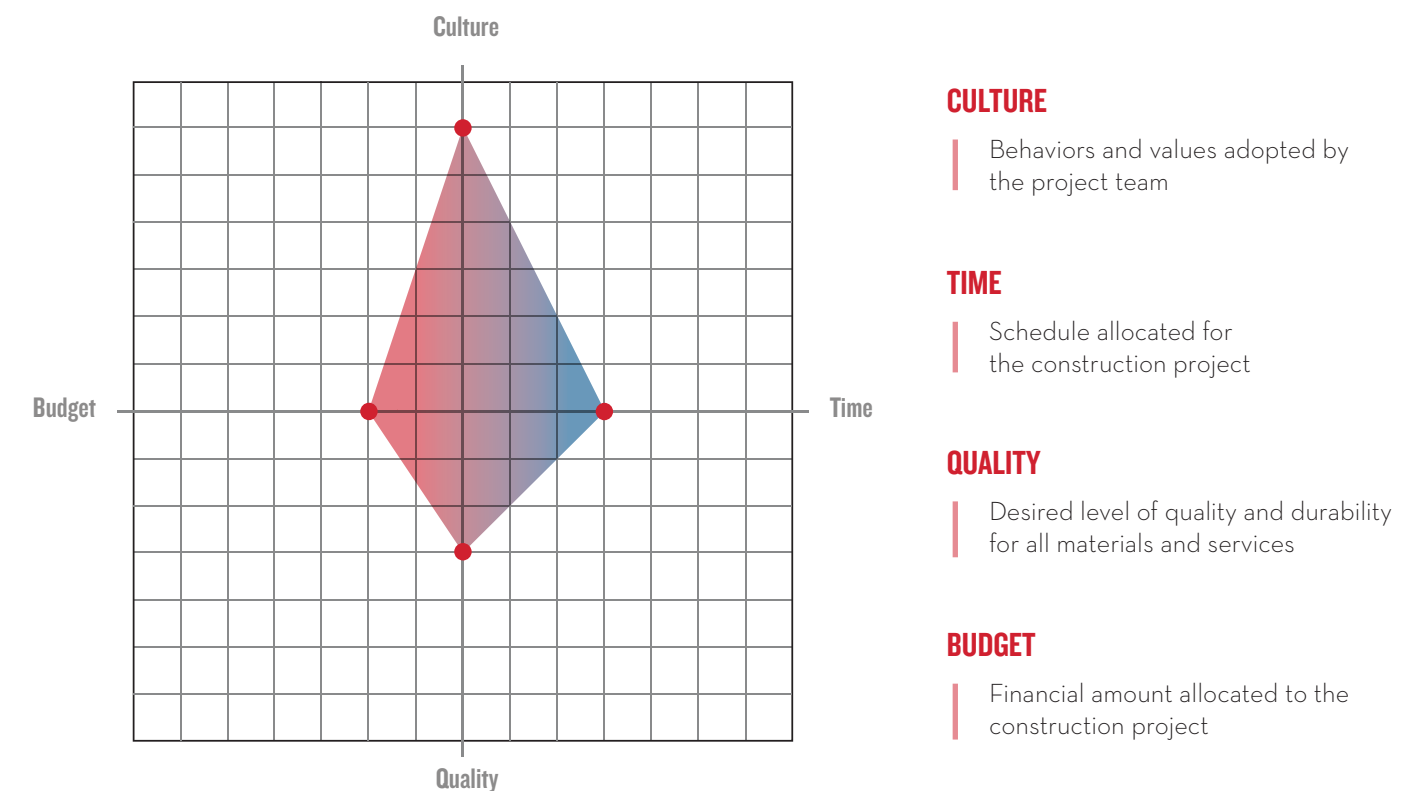 Culture
Budget
Time
Quality
CULTURE
Behaviors and values adopted by
the project team
TIME
Schedule allocated for
the construction project
QUALITY
Desired level of quality and durability
for all materials and services
BUDGET
Financial amount allocated to the
construction project